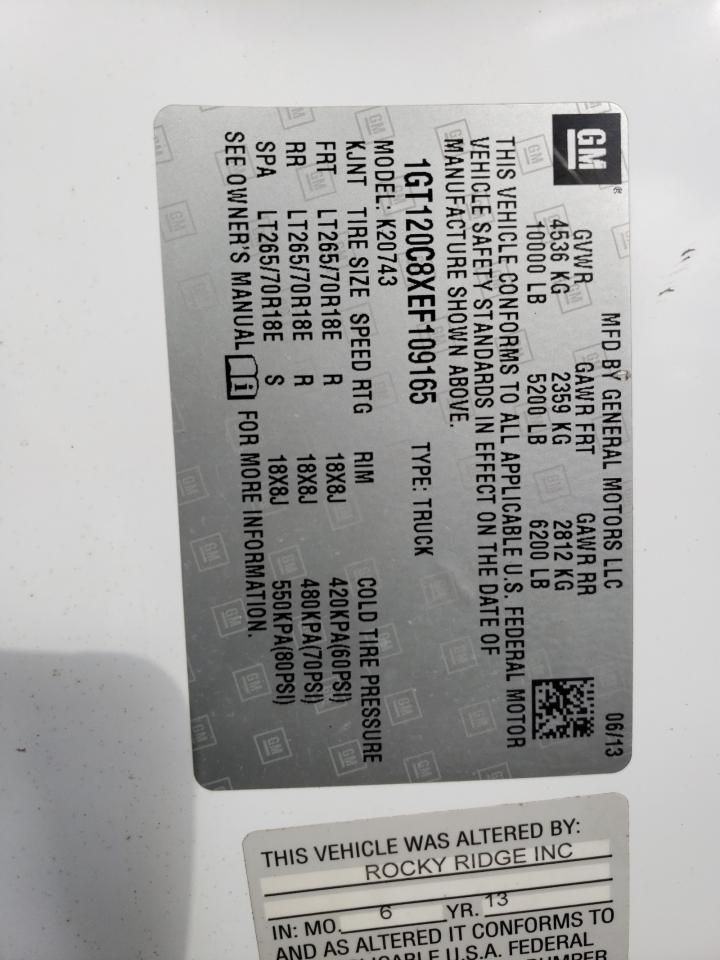 GM
MFD BY GENERAL MOTORS LLC 06/13
GVWR GAWR FRT GAWR RR
4536 KG 2359 KG 2812 KG
10000 LB 5200 LB 6200 LB
THIS VEHICLE CONFORMS TO ALL APPLICABLE U.S. FEDERAL MOTOR
VEHICLE SAFETY STANDARDS IN EFFECT ON THE DATE OF
MANUFACTURE SHOWN ABOVE.
1GT120C8XEF109165 TYPE: TRUCK
MODEL: K20743
KJNT TIRE SIZE SPEED RTG RIM COLD TIRE PRESSURE
FRT LT265/70R18E R 18X8J 420KPA(60PSI)
RR LT265/70R18E R 18X8J 480KPA(70PSI)
SPA LT265/70R18E S 18X8J 550KPA(80PSI)
SEE OWNER'S MANUAL i FOR MORE INFORMATION.
THIS VEHICLE WAS ALTERED BY:
ROCKY RIDGE INC
IN: MO. 6 YR. 13
AND AS ALTERED IT CONFORMS TO
U.S.A. FEDERAL